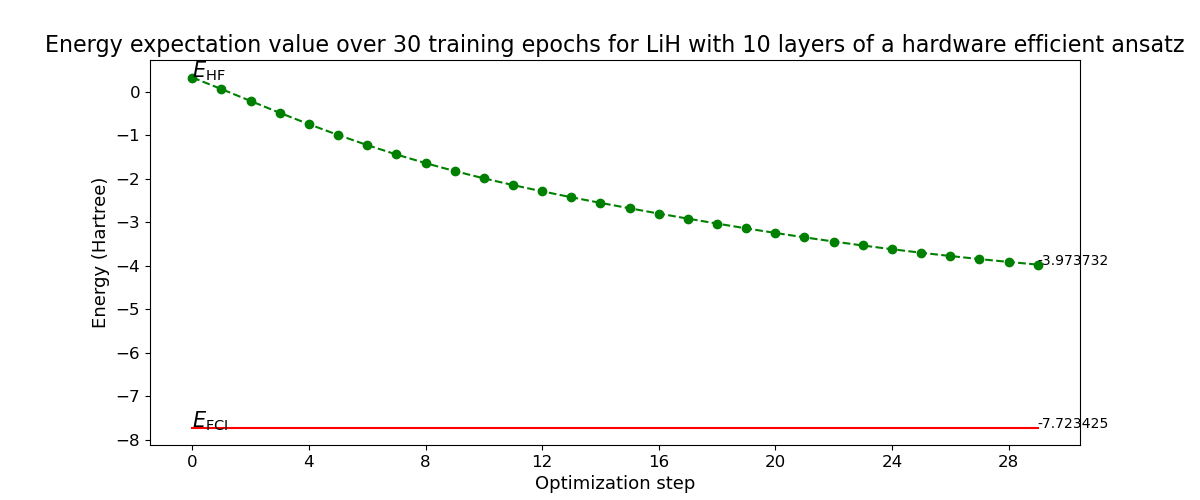 Energy expectation value over 30 training epochs for LiH with 10 layers of a hardware efficient ansatz
E_HF
0
−1
−2
−3
−4
−5
−6
−7
−8
Energy (Hartree)
-3.973732
E_FCI
-7.723425
0 4 8 12 16 20 24 28
Optimization step